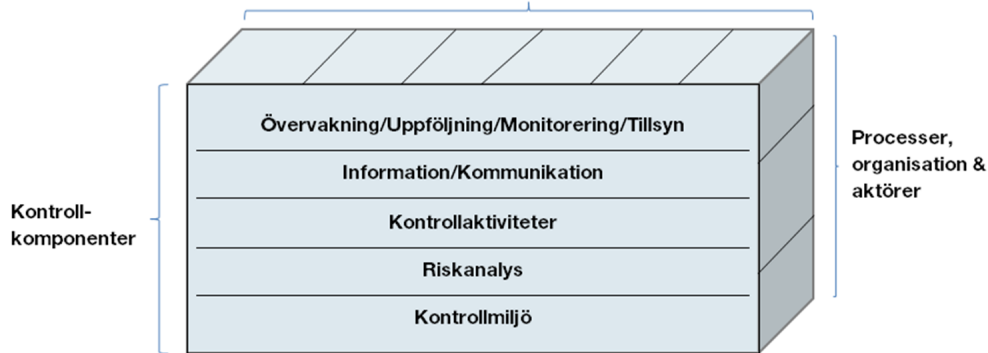 Övervakning/Uppföljning/Monitorering/Tillsyn
Information/Kommunikation
Kontrollaktiviteter
Riskanalys
Kontrollmiljö
Kontroll-
komponenter
Processer,
organisation &
aktörer